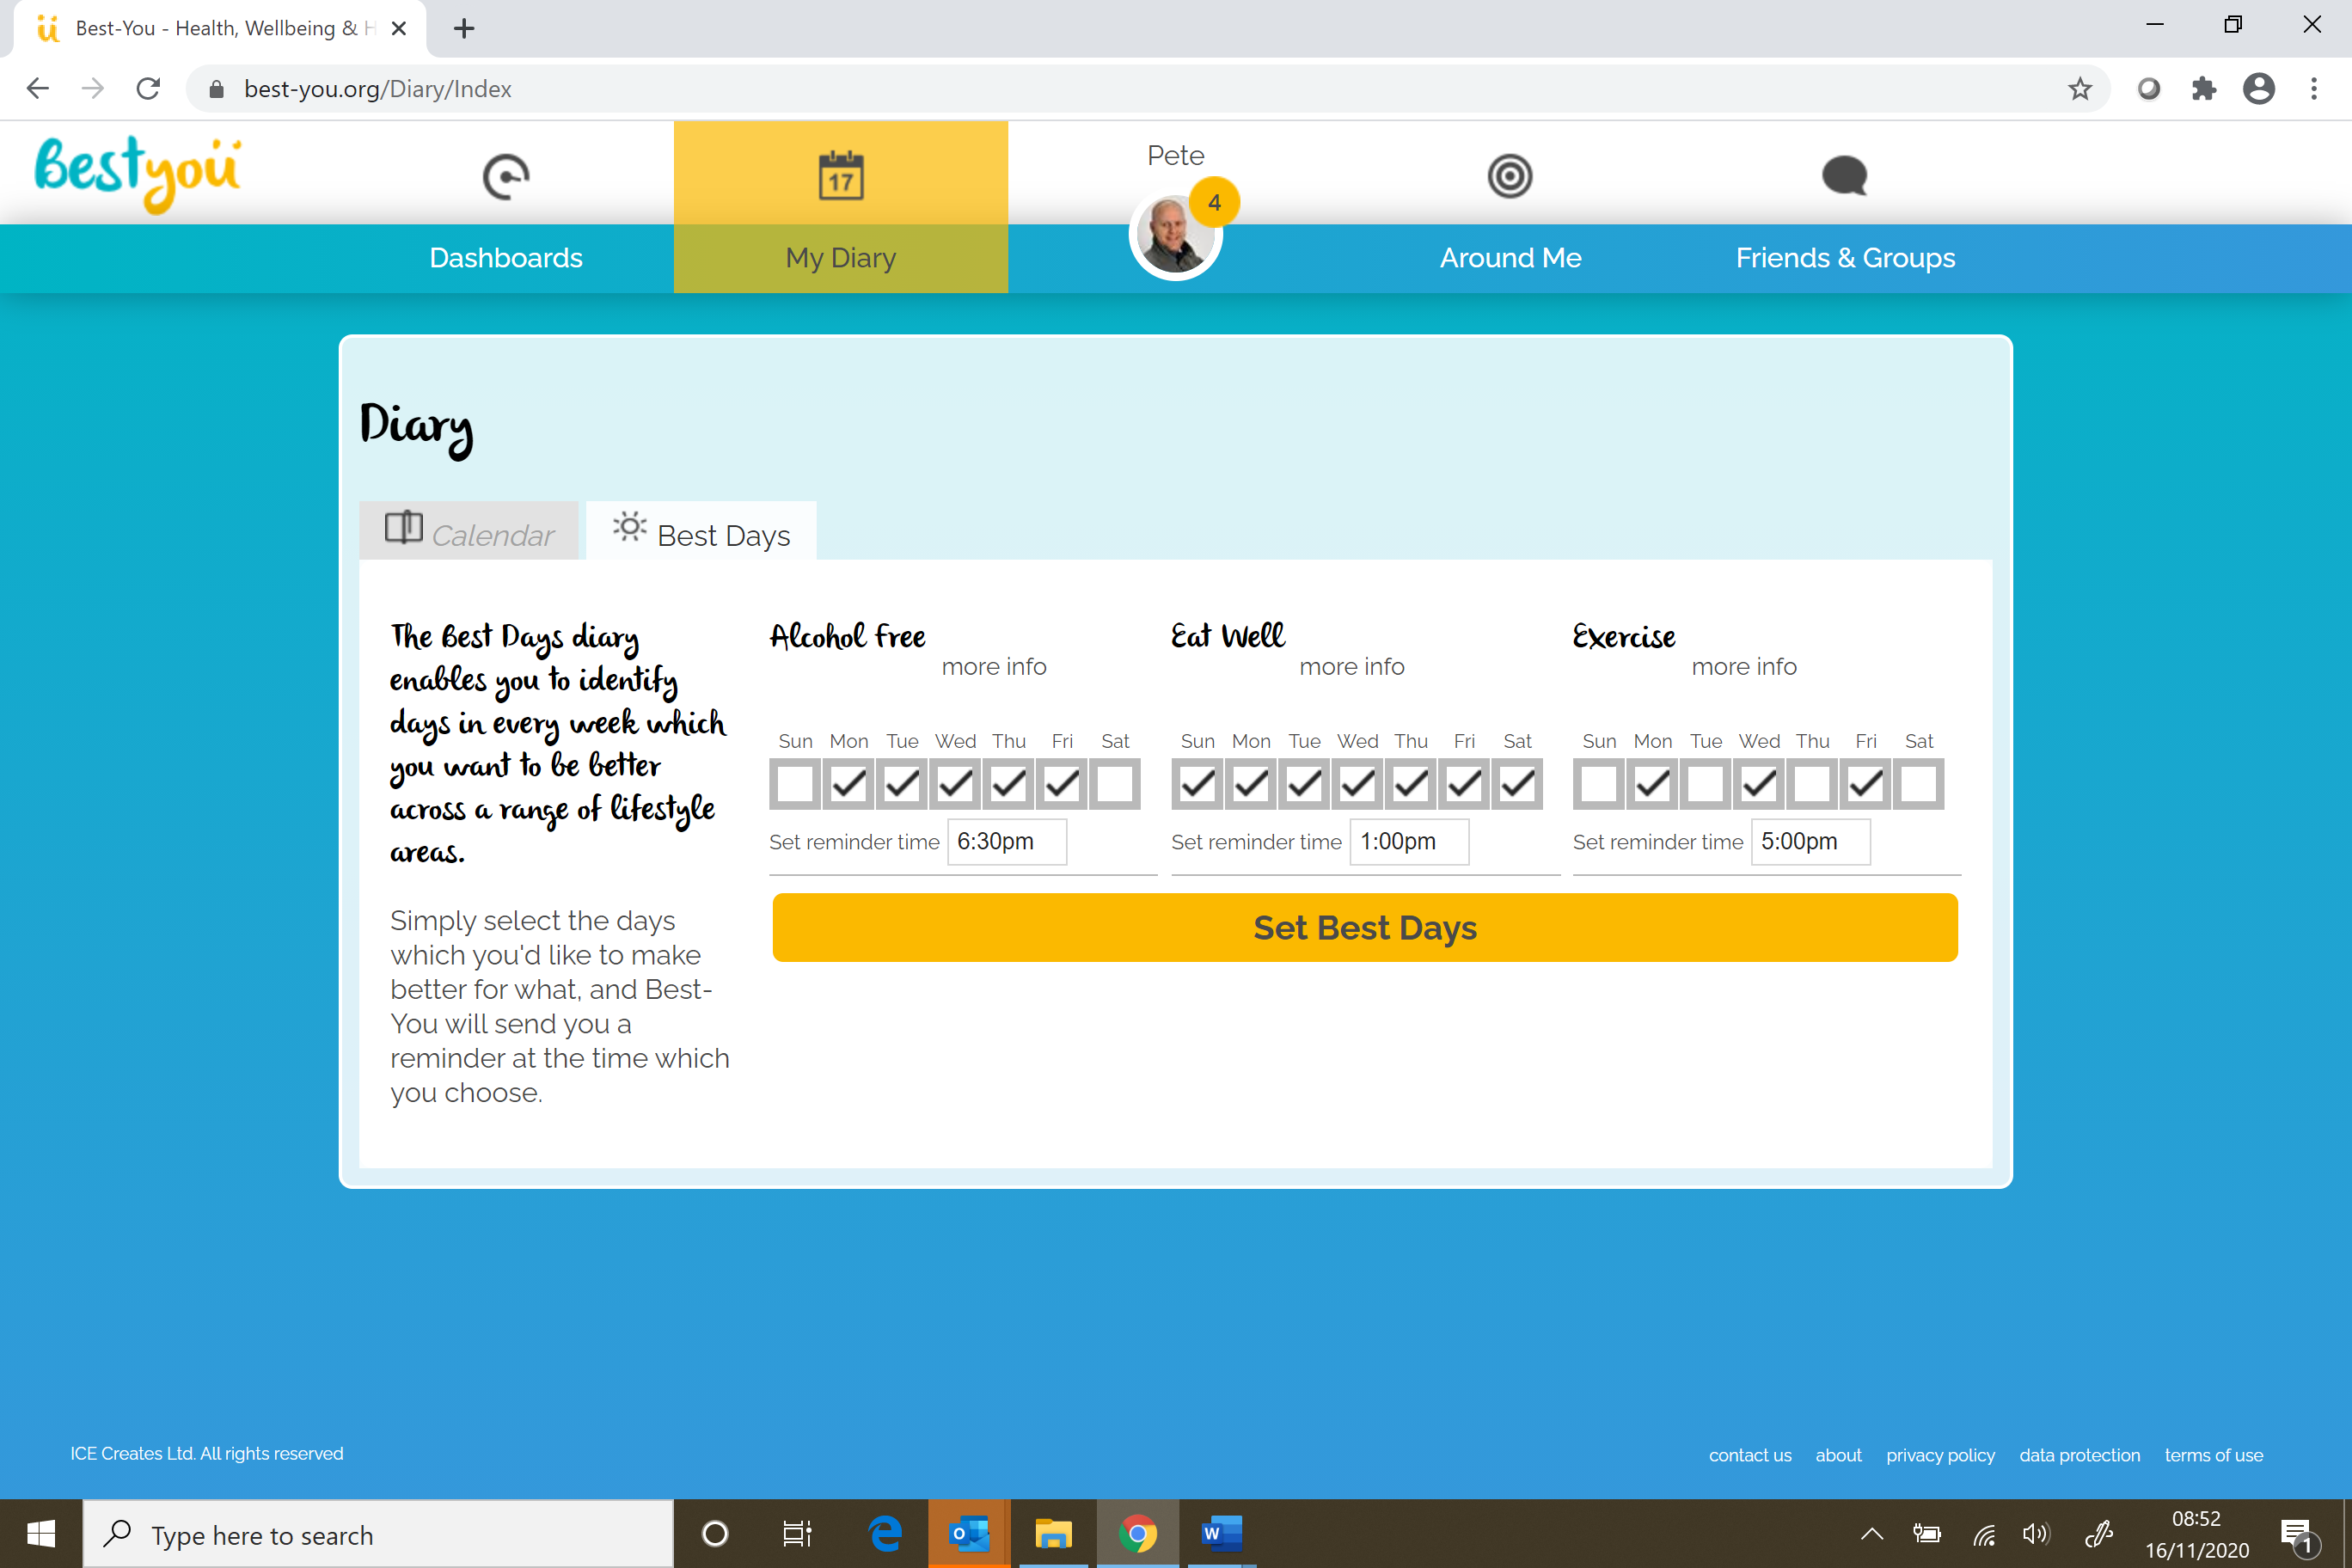 Best-You - Health, Wellbeing & H
best-you.org/Diary/Index
bestyou
17
Pete
4
Dashboards
My Diary
Around Me
Friends & Groups
Diary
Calendar
Best Days
The Best Days diary
enables you to identify
days in every week which
you want to be better
across a range of lifestyle
areas.
Simply select the days
which you'd like to make
better for what, and Best-
You will send you a
reminder at the time which
you choose.
Alcohol Free
more info
Sun Mon Tue Wed Thu Fri Sat
Set reminder time 6:30pm
Eat Well
more info
Sun Mon Tue Wed Thu Fri Sat
Set reminder time 1:00pm
Exercise
more info
Sun Mon Tue Wed Thu Fri Sat
Set reminder time 5:00pm
Set Best Days
ICE Creates Ltd. All rights reserved
contact us about privacy policy data protection terms of use
Type here to search
08:52
16/11/2020
1